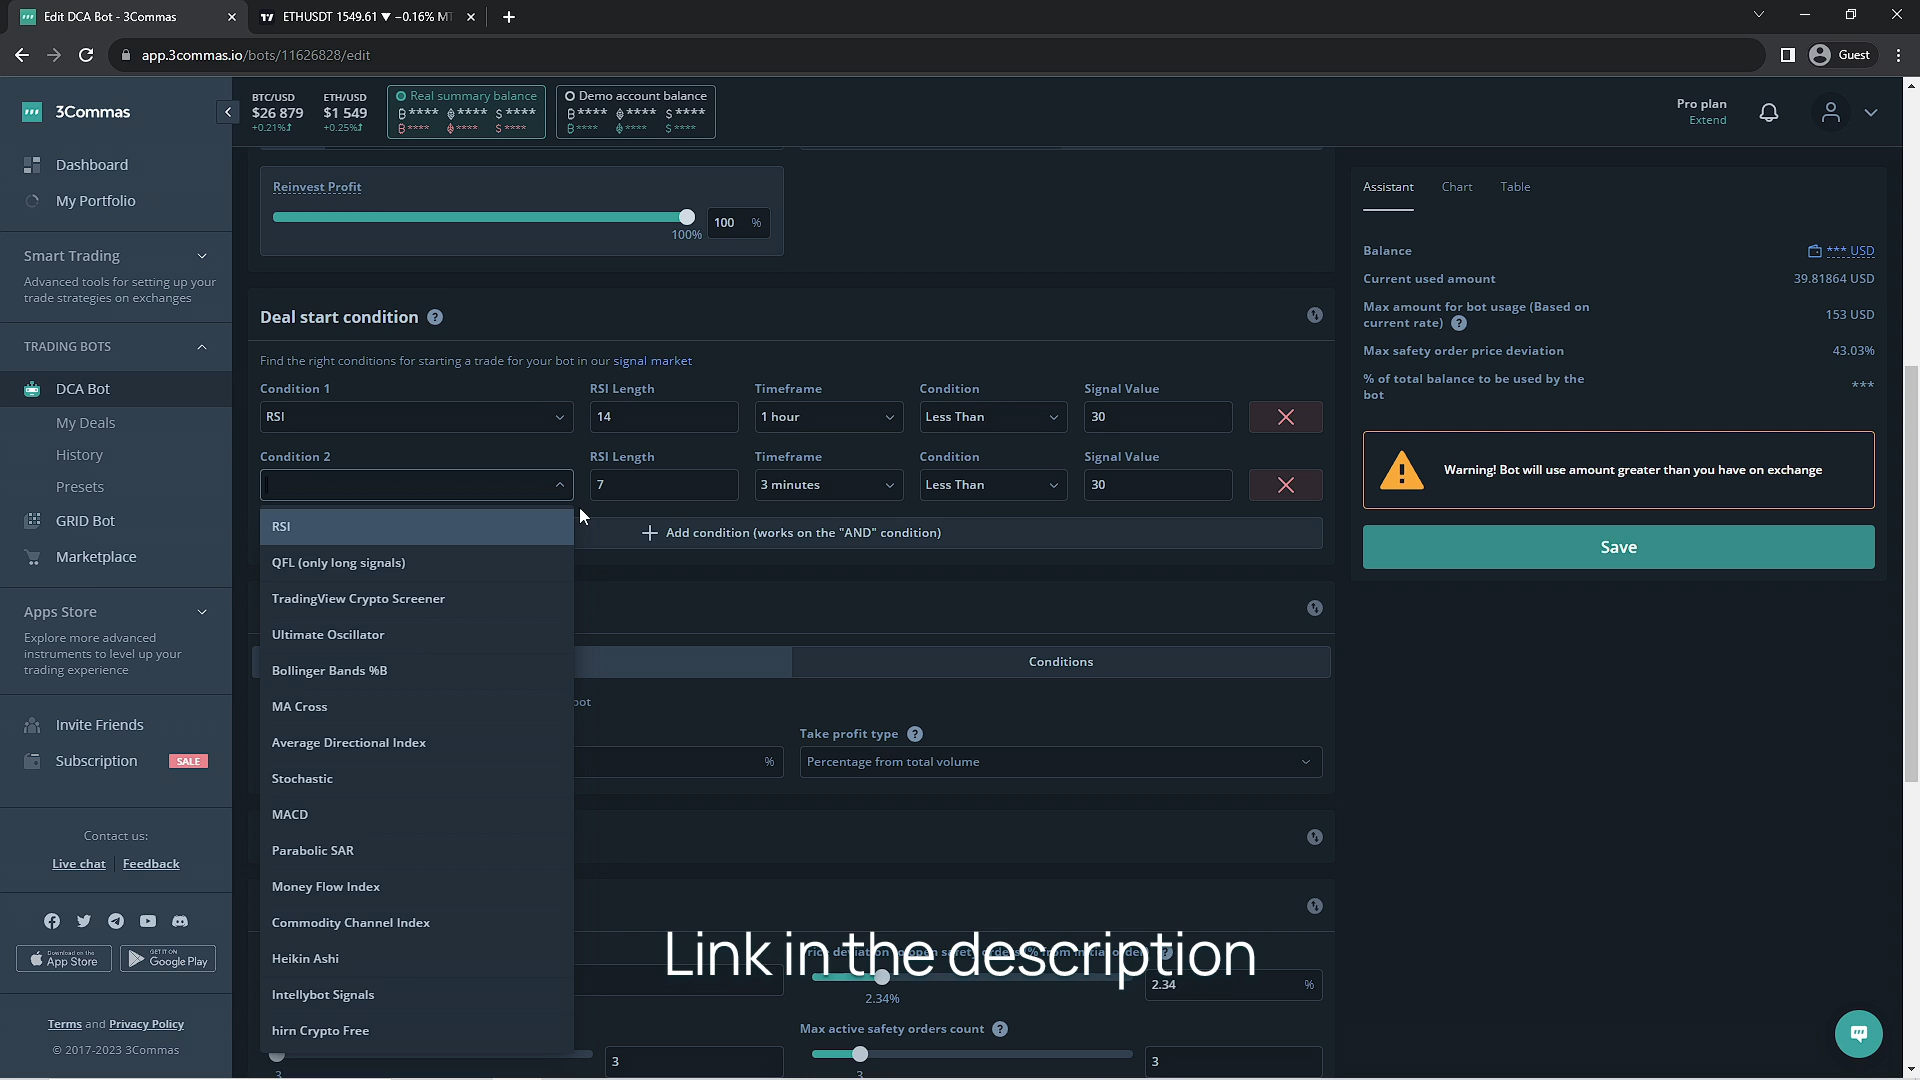 Edit DCA Bot - 3Commas
ETHUSDT 1549.61 ▼ −0.16%
app.3commas.io/bots/11626828/edit
Guest
3Commas
BTC/USD
$26 879
+0.21%
ETH/USD
$1 549
+0.25%
Real summary balance
**** **** $ ****
**** **** $ ****
Demo account balance
**** **** $ ****
**** **** $ ****
Pro plan
Extend
Dashboard
My Portfolio
Smart Trading
Advanced tools for setting up your
trade strategies on exchanges
TRADING BOTS
DCA Bot
My Deals
History
Presets
GRID Bot
Marketplace
Apps Store
Explore more advanced
instruments to level up your
trading experience
Invite Friends
Subscription
SALE
Contact us:
Live chat
Feedback
Download on the
App Store
GET IT ON
Google Play
Terms and Privacy Policy
© 2017-2023 3Commas
Reinvest Profit
100 %
100%
Deal start condition ?
Find the right conditions for starting a trade for your bot in our signal market
Condition 1
RSI Length
Timeframe
Condition
Signal Value
RSI
14
1 hour
Less Than
30
Condition 2
RSI Length
Timeframe
Condition
Signal Value
7
3 minutes
Less Than
30
Add condition (works on the "AND" condition)
RSI
QFL (only long signals)
TradingView Crypto Screener
Ultimate Oscillator
Bollinger Bands %B
MA Cross
Average Directional Index
Stochastic
MACD
Parabolic SAR
Money Flow Index
Commodity Channel Index
Heikin Ashi
Intellybot Signals
hirn Crypto Free
Conditions
Take profit type ?
%
Percentage from total volume
Link in the description
2.34 %
2.34%
Max active safety orders count ?
3
3
3
3
Assistant
Chart
Table
Balance
*** USD
Current used amount
39.81864 USD
Max amount for bot usage (Based on
current rate) ?
153 USD
Max safety order price deviation
43.03%
% of total balance to be used by the
bot
***
Warning! Bot will use amount greater than you have on exchange
Save